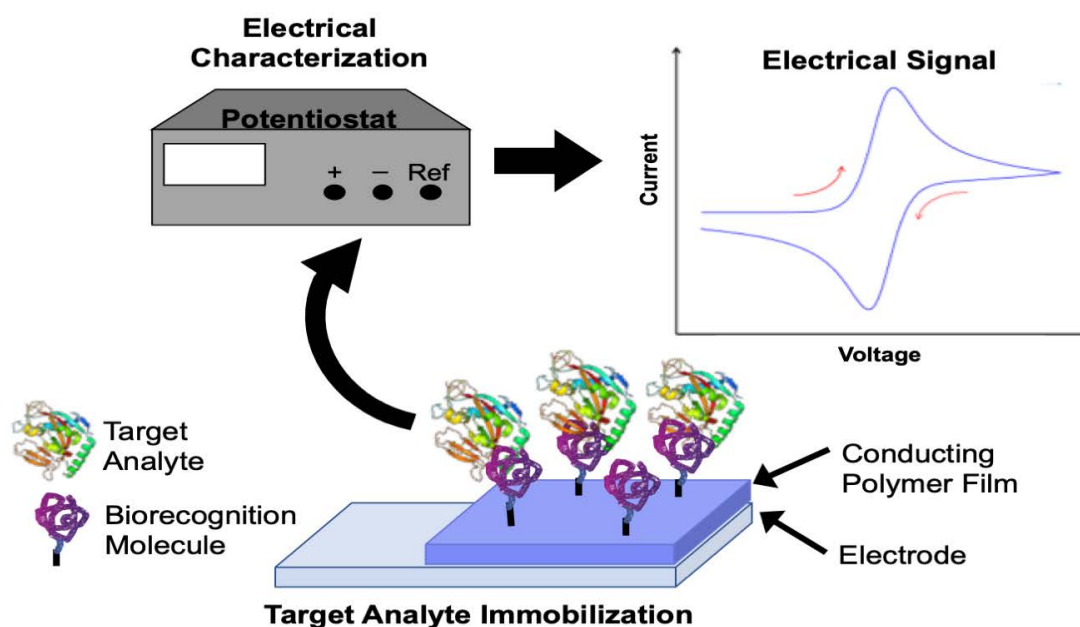 Electrical
Characterization
Potentiostat
+ − Ref
Electrical Signal
Current
Voltage
Target
Analyte
Biorecognition
Molecule
Conducting
Polymer Film
Electrode
Target Analyte Immobilization